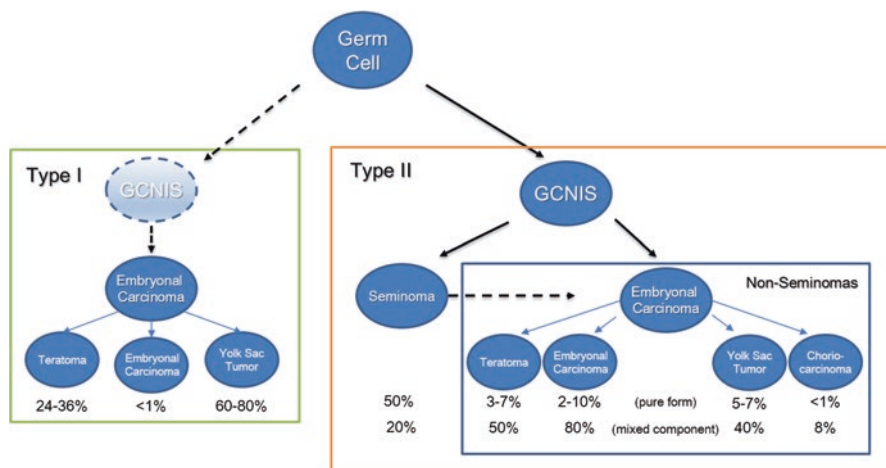 Germ
Cell
Type I
GCNIS
Embryonal
Carcinoma
Teratoma
Embryonal
Carcinoma
Yolk Sac
Tumor
24-36%
<1%
60-80%
Type II
GCNIS
Seminoma
Non-Seminomas
Embryonal
Carcinoma
Teratoma
Embryonal
Carcinoma
Yolk Sac
Tumor
Chorio-
carcinoma
50%
3-7%
2-10%
(pure form)
5-7%
<1%
20%
50%
80%
(mixed component)
40%
8%